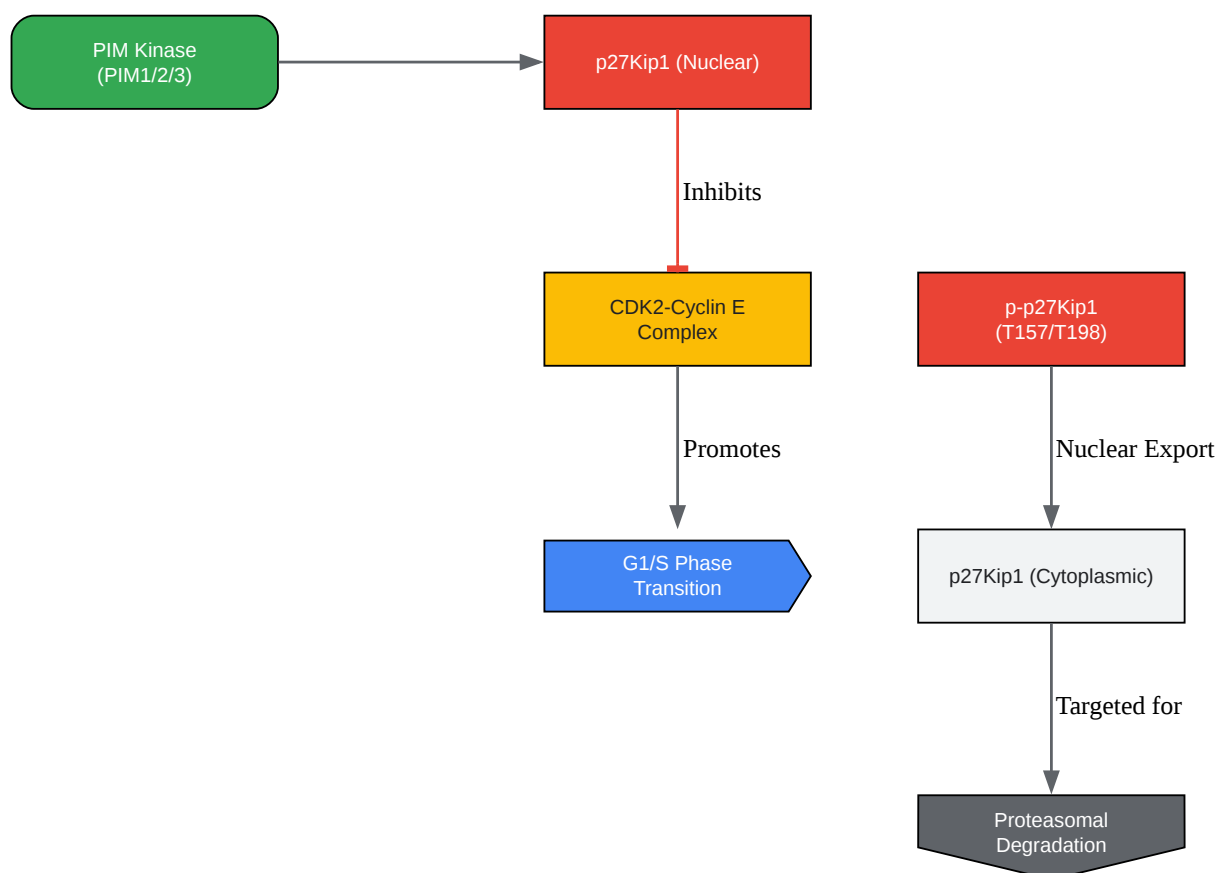 PIM Kinase
(PIM1/2/3)
p27Kip1 (Nuclear)
Inhibits
CDK2-Cyclin E
Complex
p-p27Kip1
(T157/T198)
Promotes
Nuclear Export
G1/S Phase
Transition
p27Kip1 (Cytoplasmic)
Targeted for
Proteasomal
Degradation